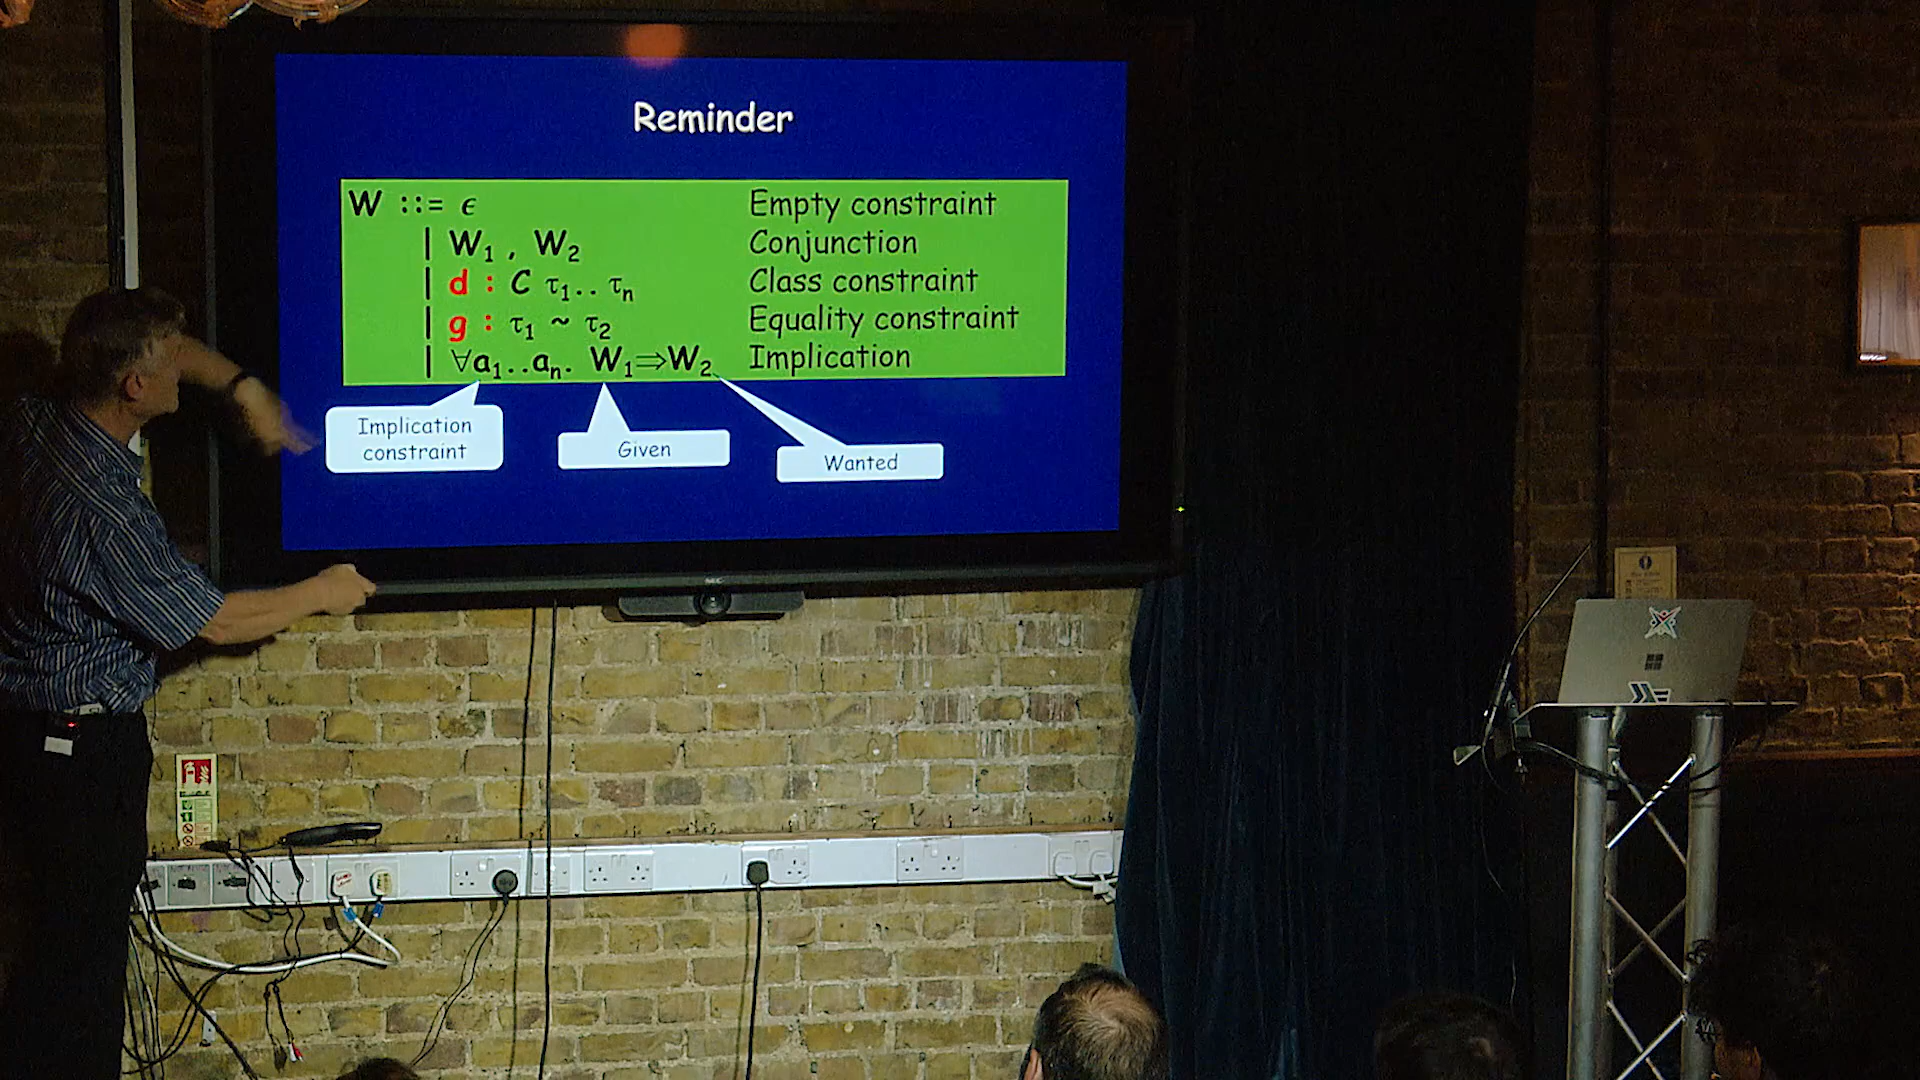 Reminder
W ::= ϵ Empty constraint
| W₁ , W₂ Conjunction
| d : C τ₁.. τₙ Class constraint
| g : τ₁ ~ τ₂ Equality constraint
| ∀a₁..aₙ. W₁⇒W₂ Implication
Implication
constraint
Given
Wanted
NEC